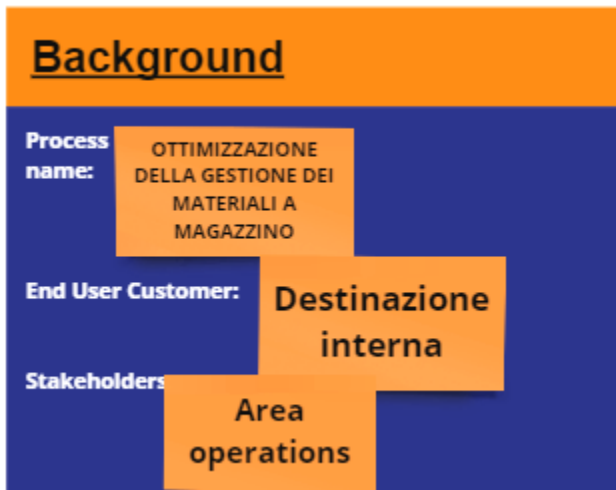 Background
Process
name:
OTTIMIZZAZIONE
DELLA GESTIONE DEI
MATERIALI A
MAGAZZINO
End User Customer:
Destinazione
interna
Stakeholders
Area
operations